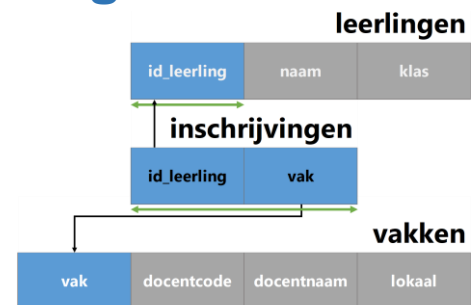 leerlingen
id_leerling naam klas
inschrijvingen
id_leerling vak
vakken
vak docentcode docentnaam lokaal